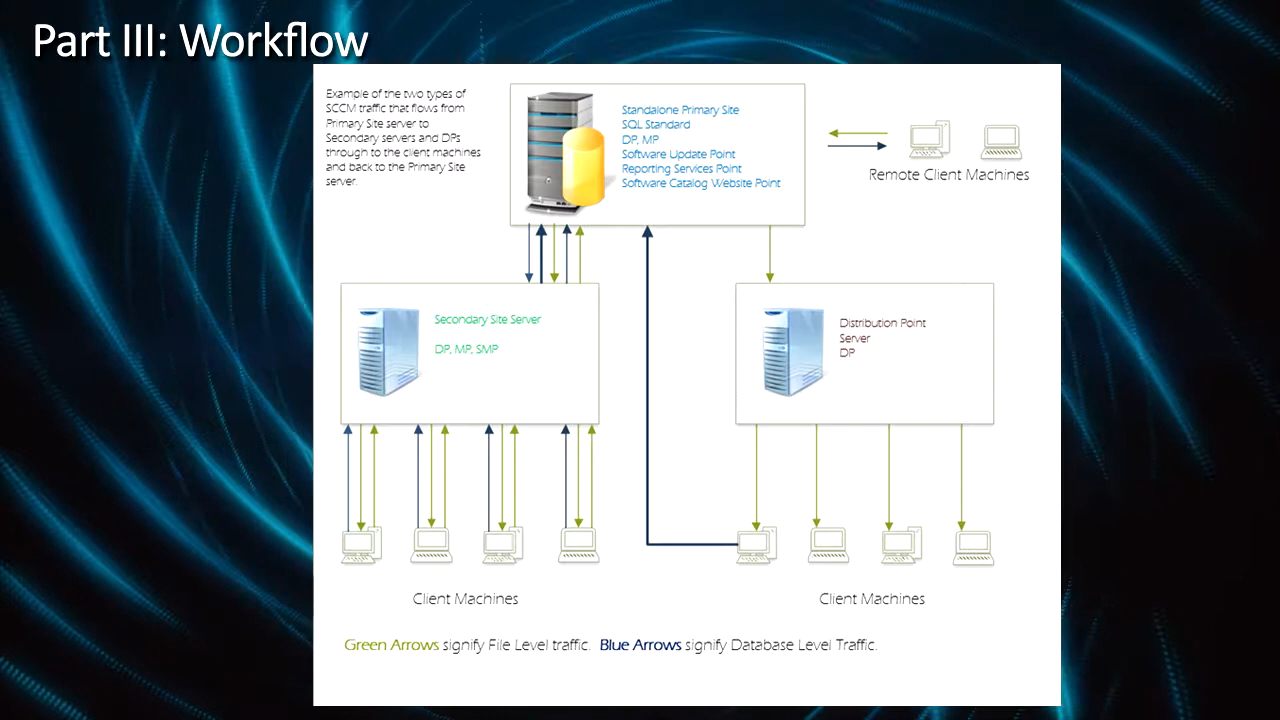 Part III: Workflow
Example of the two types of
SCCM traffic that flows from
Primary Site server to
Secondary servers and DPs
through to the client machines
and back to the Primary Site
server.
Standalone Primary Site
SQL Standard
DP, MP
Software Update Point
Reporting Services Point
Software Catalog Website Point
Remote Client Machines
Secondary Site Server
DP, MP, SMP
Distribution Point
Server
DP
Client Machines
Client Machines
Green Arrows signify File Level traffic. Blue Arrows signify Database Level Traffic.